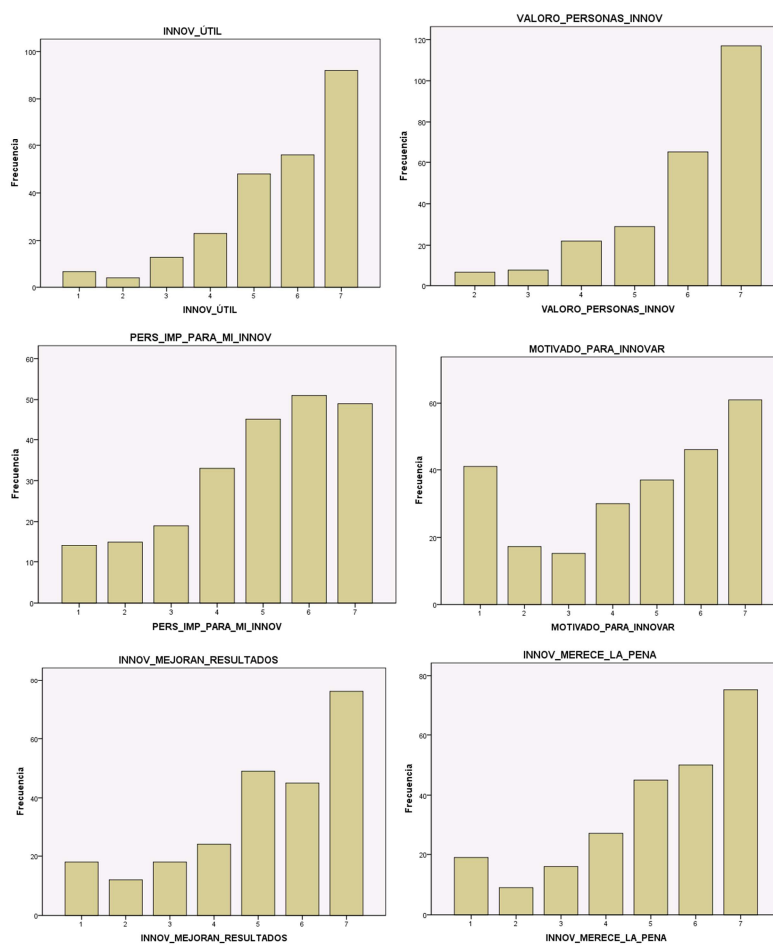 INNOV_ÚTIL
100
80
60
40
20
0
Frecuencia
1 2 3 4 5 6 7
INNOV_ÚTIL
VALORO_PERSONAS_INNOV
120
100
80
60
40
20
0
Frecuencia
2 3 4 5 6 7
VALORO_PERSONAS_INNOV
PERS_IMP_PARA_MI_INNOV
60
50
40
30
20
10
0
Frecuencia
1 2 3 4 5 6 7
PERS_IMP_PARA_MI_INNOV
MOTIVADO_PARA_INNOVAR
60
40
20
0
Frecuencia
1 2 3 4 5 6 7
MOTIVADO_PARA_INNOVAR
INNOV_MEJORAN_RESULTADOS
80
60
40
20
0
Frecuencia
1 2 3 4 5 6 7
INNOV_MEJORAN_RESULTADOS
INNOV_MERECE_LA_PENA
80
60
40
20
0
Frecuencia
1 2 3 4 5 6 7
INNOV_MERECE_LA_PENA